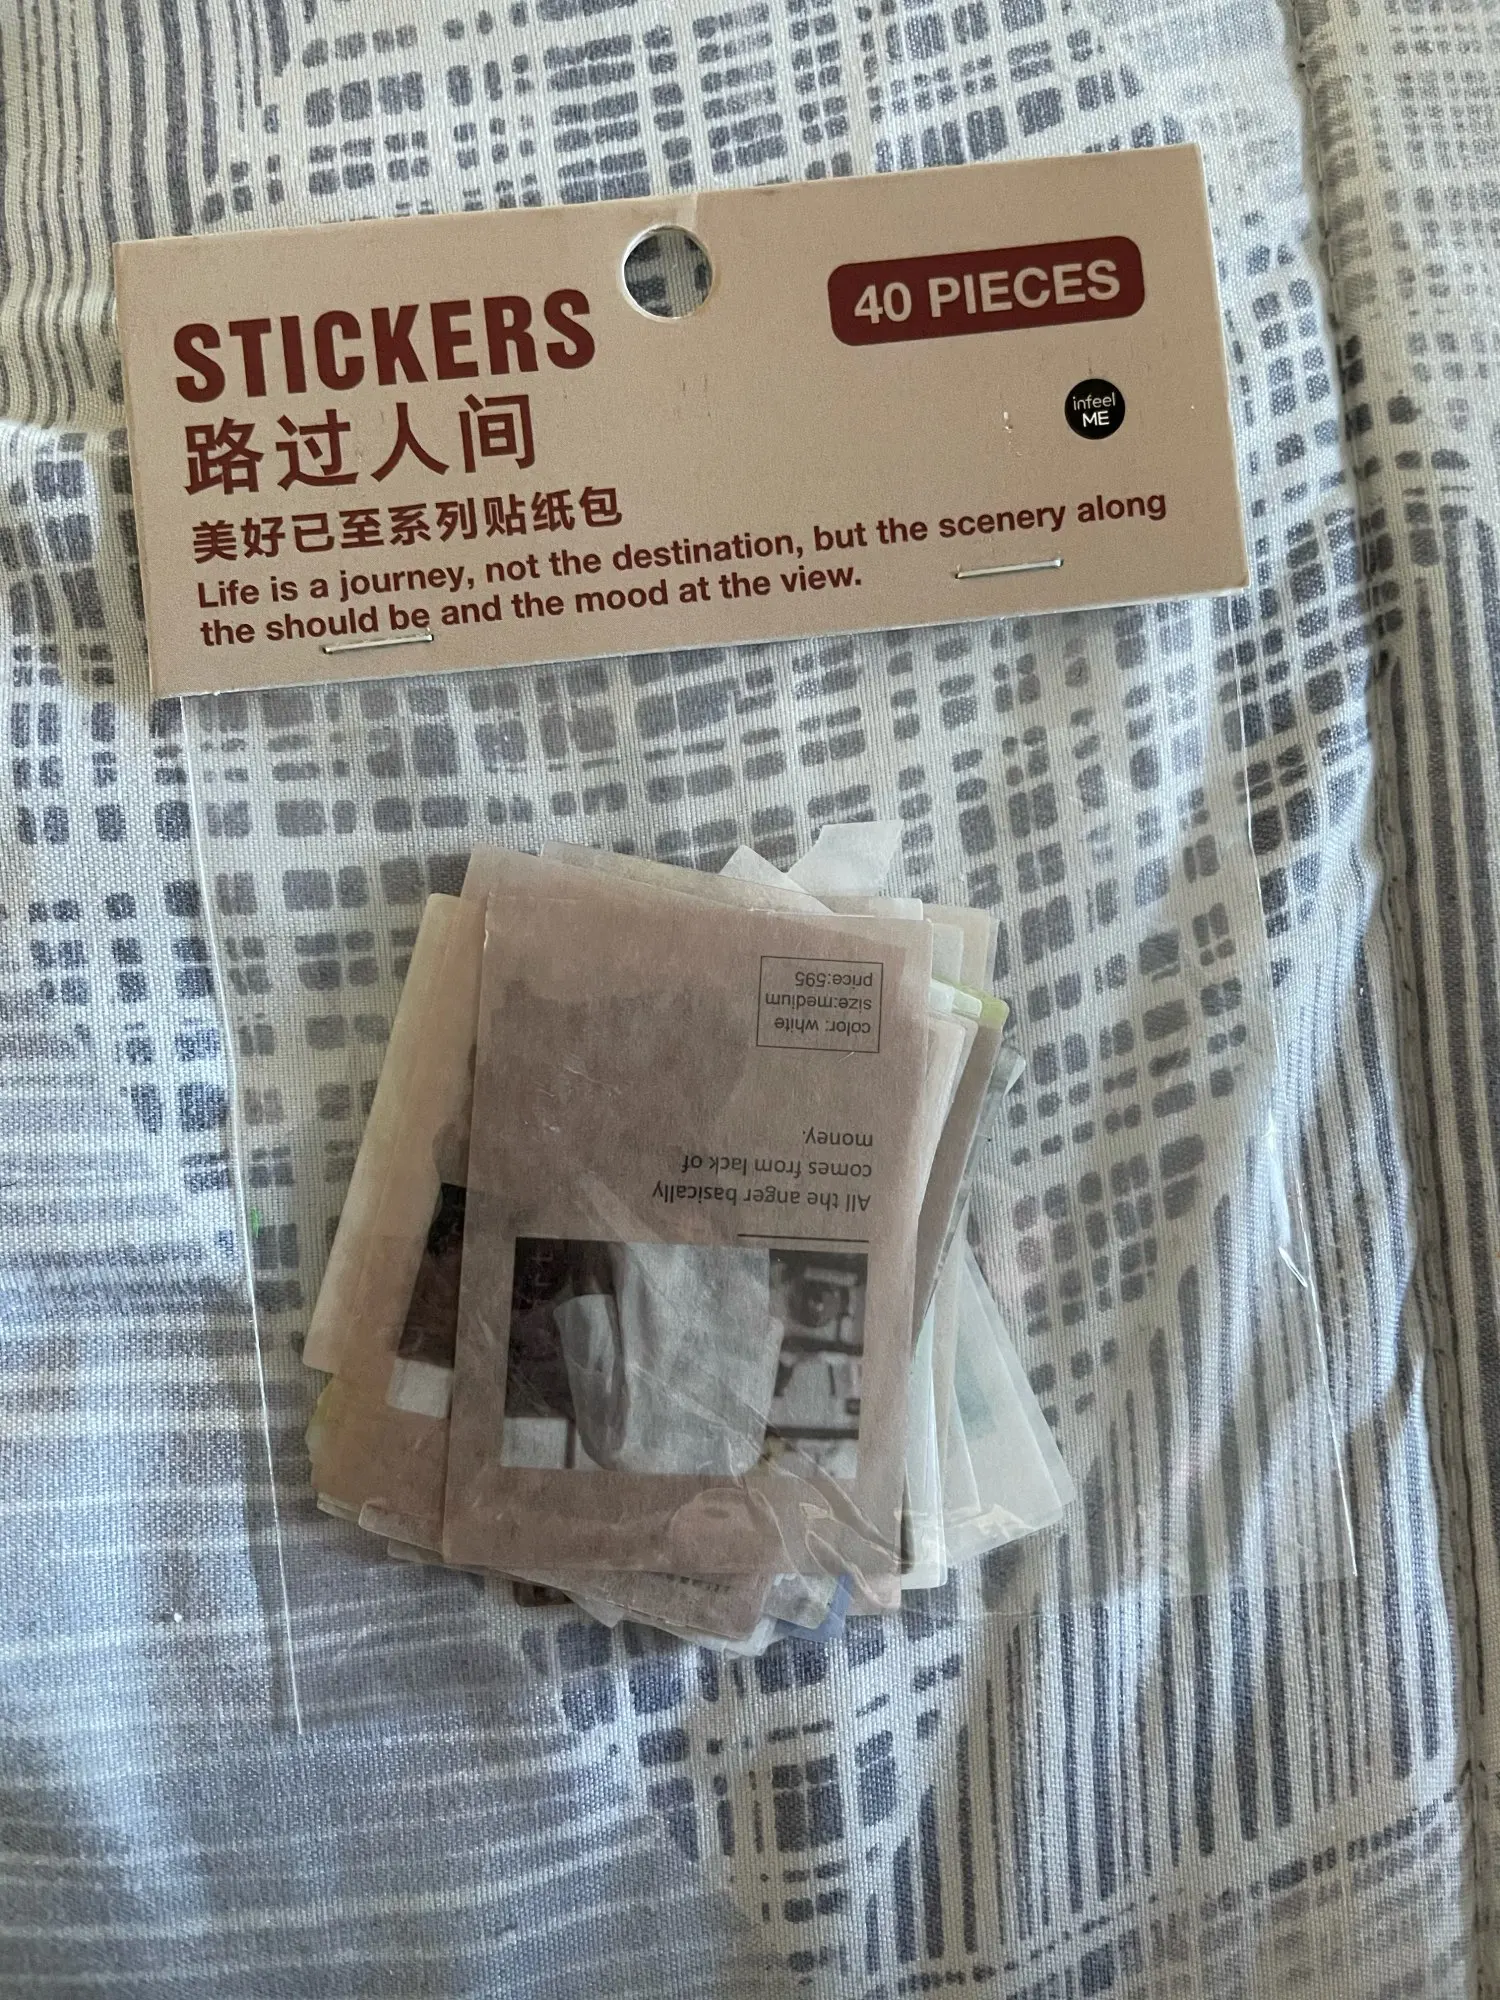 STICKERS
40 PIECES
infeel
ME
路过人间
美好已至系列贴纸包
Life is a journey, not the destination, but the scenery along
the should be and the mood at the view.
All the anger basically
comes from lack of
money.
color: white
size:medium
price:595